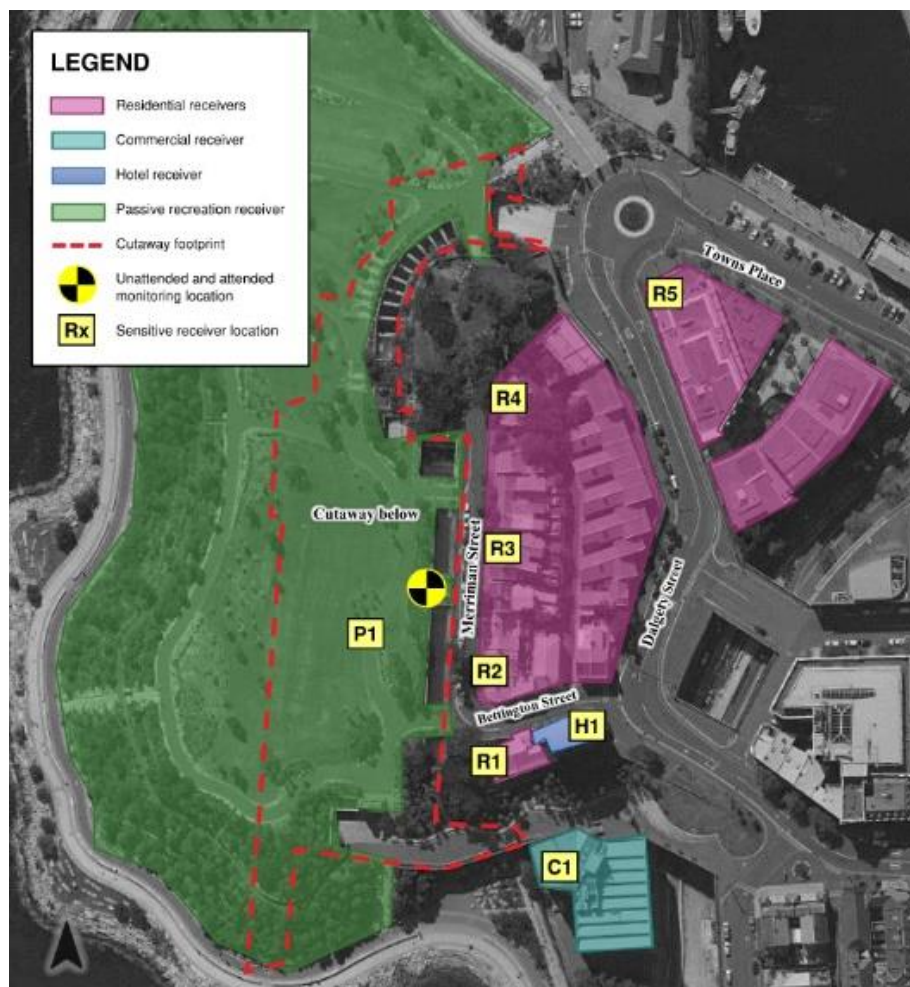 LEGEND
Residential receivers
Commercial receiver
Hotel receiver
Passive recreation receiver
Cutaway footprint
Unattended and attended
monitoring location
Rx
Sensitive receiver location
Towns Place
R5
R4
Cutaway below
Merriman Street
R3
Dalgety Street
P1
R2
Bettington Street
H1
R1
C1